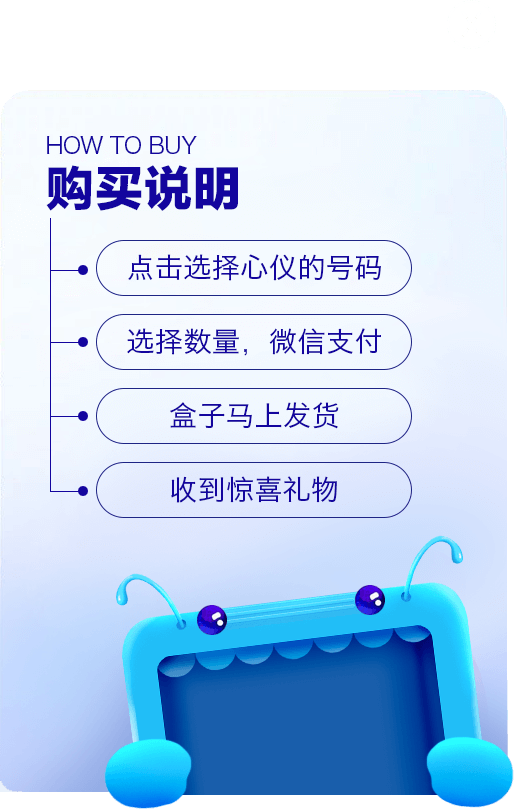 HOW TO BUY
购买说明
点击选择心仪的号码
选择数量，微信支付
盒子马上发货
收到惊喜礼物